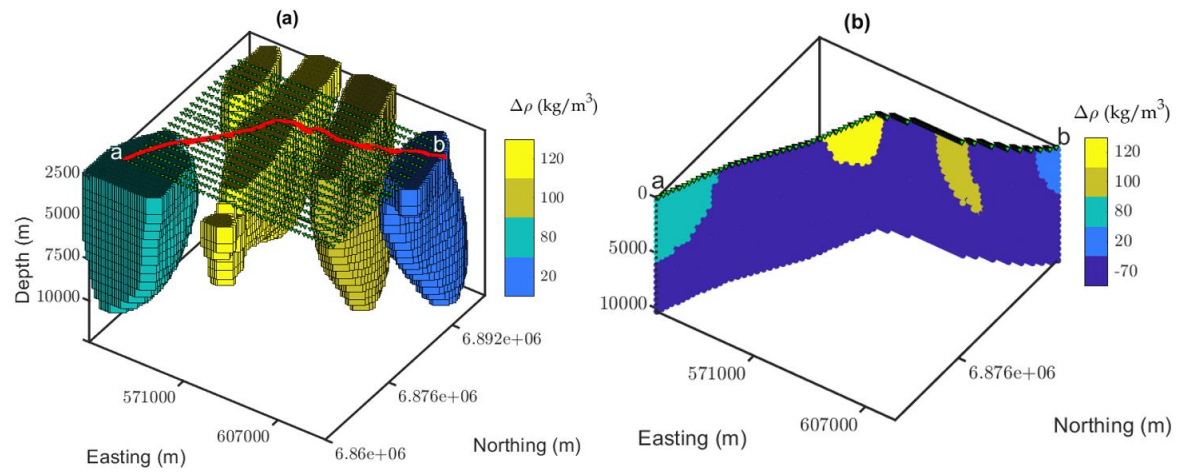 (a)
a
b
2500
5000
7500
10000
Depth (m)
571000
607000
Easting (m)
6.86e+06
6.876e+06
6.892e+06
Northing (m)
Δρ (kg/m³)
120
100
80
20
(b)
a
b
0
5000
10000
571000
607000
Easting (m)
6.876e+06
Northing (m)
Δρ (kg/m³)
120
100
80
20
-70